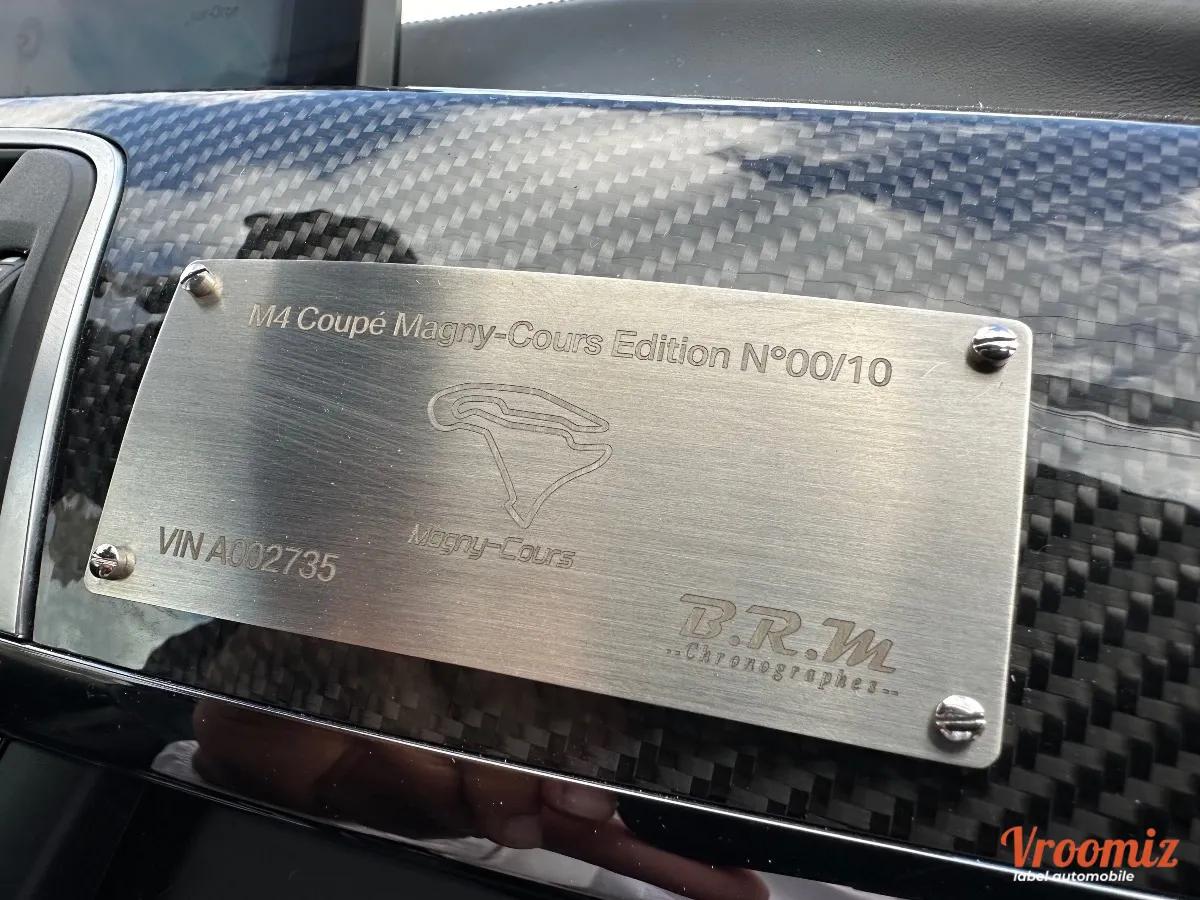 M4 Coupé Magny-Cours Edition N°00/10
Magny-Cours
VIN A002735
B.R.M
--Chronographes--
Vroomiz
label automobile